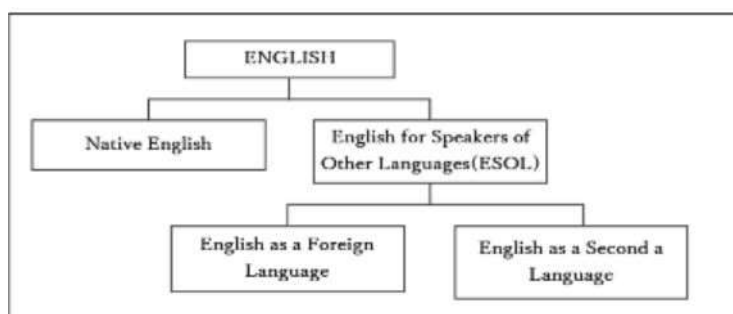 ENGLISH
Native English
English for Speakers of
Other Languages(ESOL)
English as a Foreign
Language
English as a Second a
Language